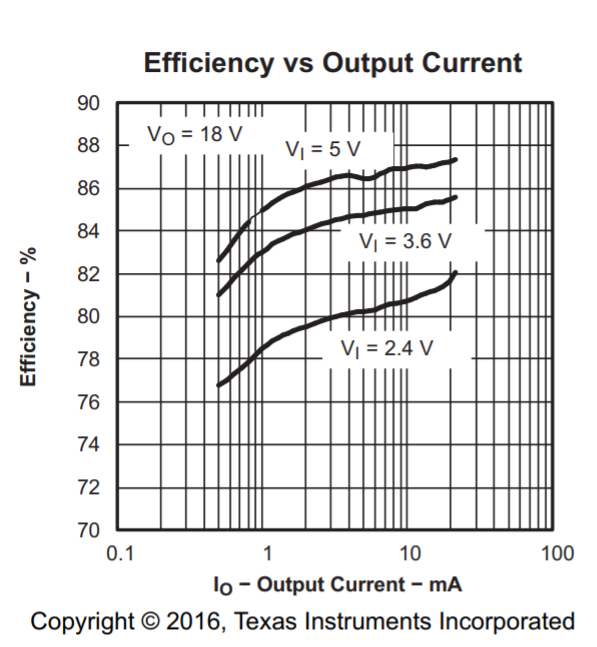 Efficiency vs Output Current
90
88
86
84
82
80
78
76
74
72
70
VO = 18 V
VI = 5 V
VI = 3.6 V
VI = 2.4 V
Efficiency – %
0.1 1 10 100
IO – Output Current – mA
Copyright © 2016, Texas Instruments Incorporated